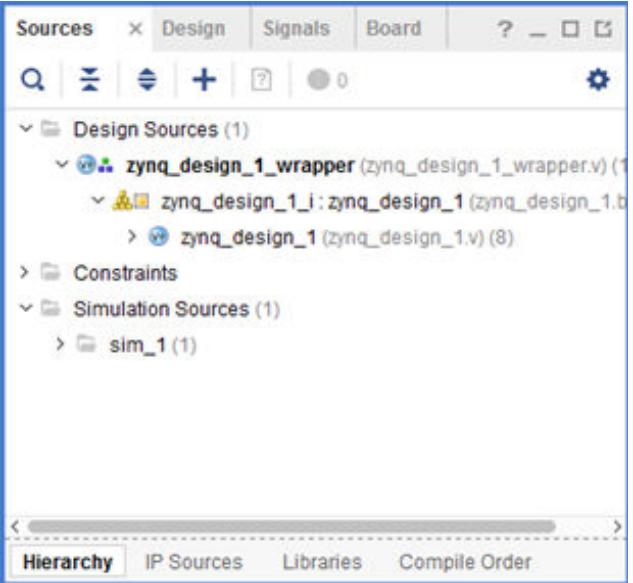 Sources × Design Signals Board ?
0
Design Sources (1)
zynq_design_1_wrapper (zynq_design_1_wrapper.v) (1
zynq_design_1_i : zynq_design_1 (zynq_design_1.b
zynq_design_1 (zynq_design_1.v) (8)
Constraints
Simulation Sources (1)
sim_1 (1)
Hierarchy IP Sources Libraries Compile Order